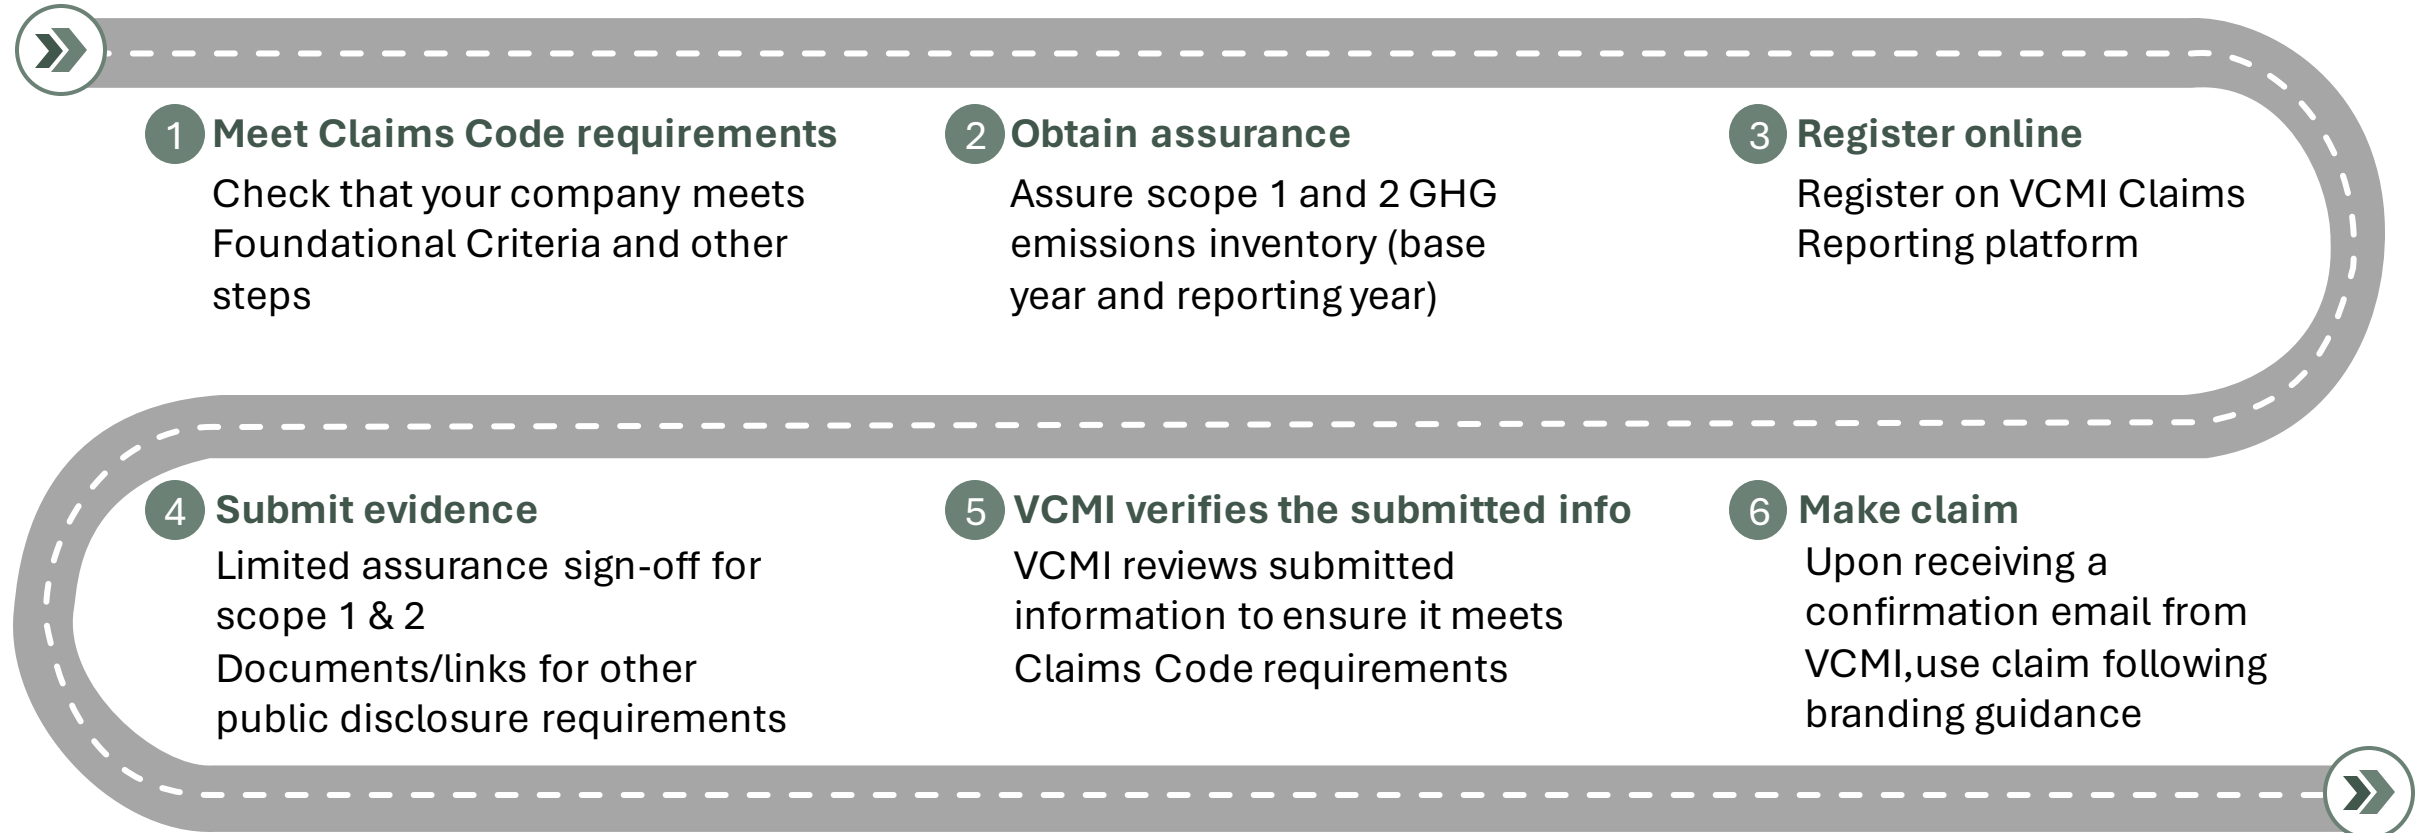 1 Meet Claims Code requirements
Check that your company meets
Foundational Criteria and other
steps
2 Obtain assurance
Assure scope 1 and 2 GHG
emissions inventory (base
year and reporting year)
3 Register online
Register on VCMI Claims
Reporting platform
4 Submit evidence
Limited assurance sign-off for
scope 1 & 2
Documents/links for other
public disclosure requirements
5 VCMI verifies the submitted info
VCMI reviews submitted
information to ensure it meets
Claims Code requirements
6 Make claim
Upon receiving a
confirmation email from
VCMI,use claim following
branding guidance